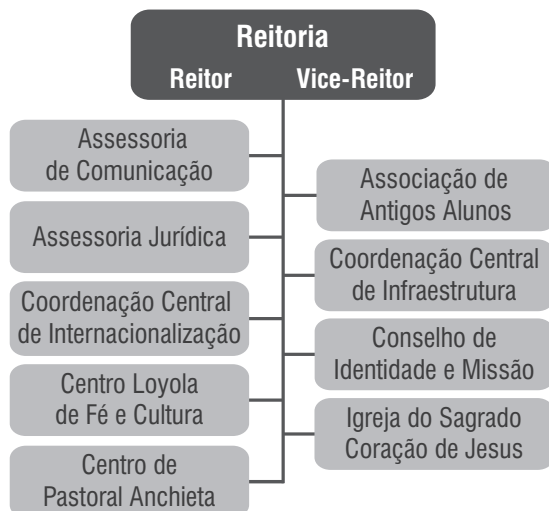 Reitoria
Reitor Vice-Reitor
Assessoria
de Comunicação
Assessoria Jurídica
Coordenação Central
de Internacionalização
Centro Loyola
de Fé e Cultura
Centro de
Pastoral Anchieta
Associação de
Antigos Alunos
Coordenação Central
de Infraestrutura
Conselho de
Identidade e Missão
Igreja do Sagrado
Coração de Jesus